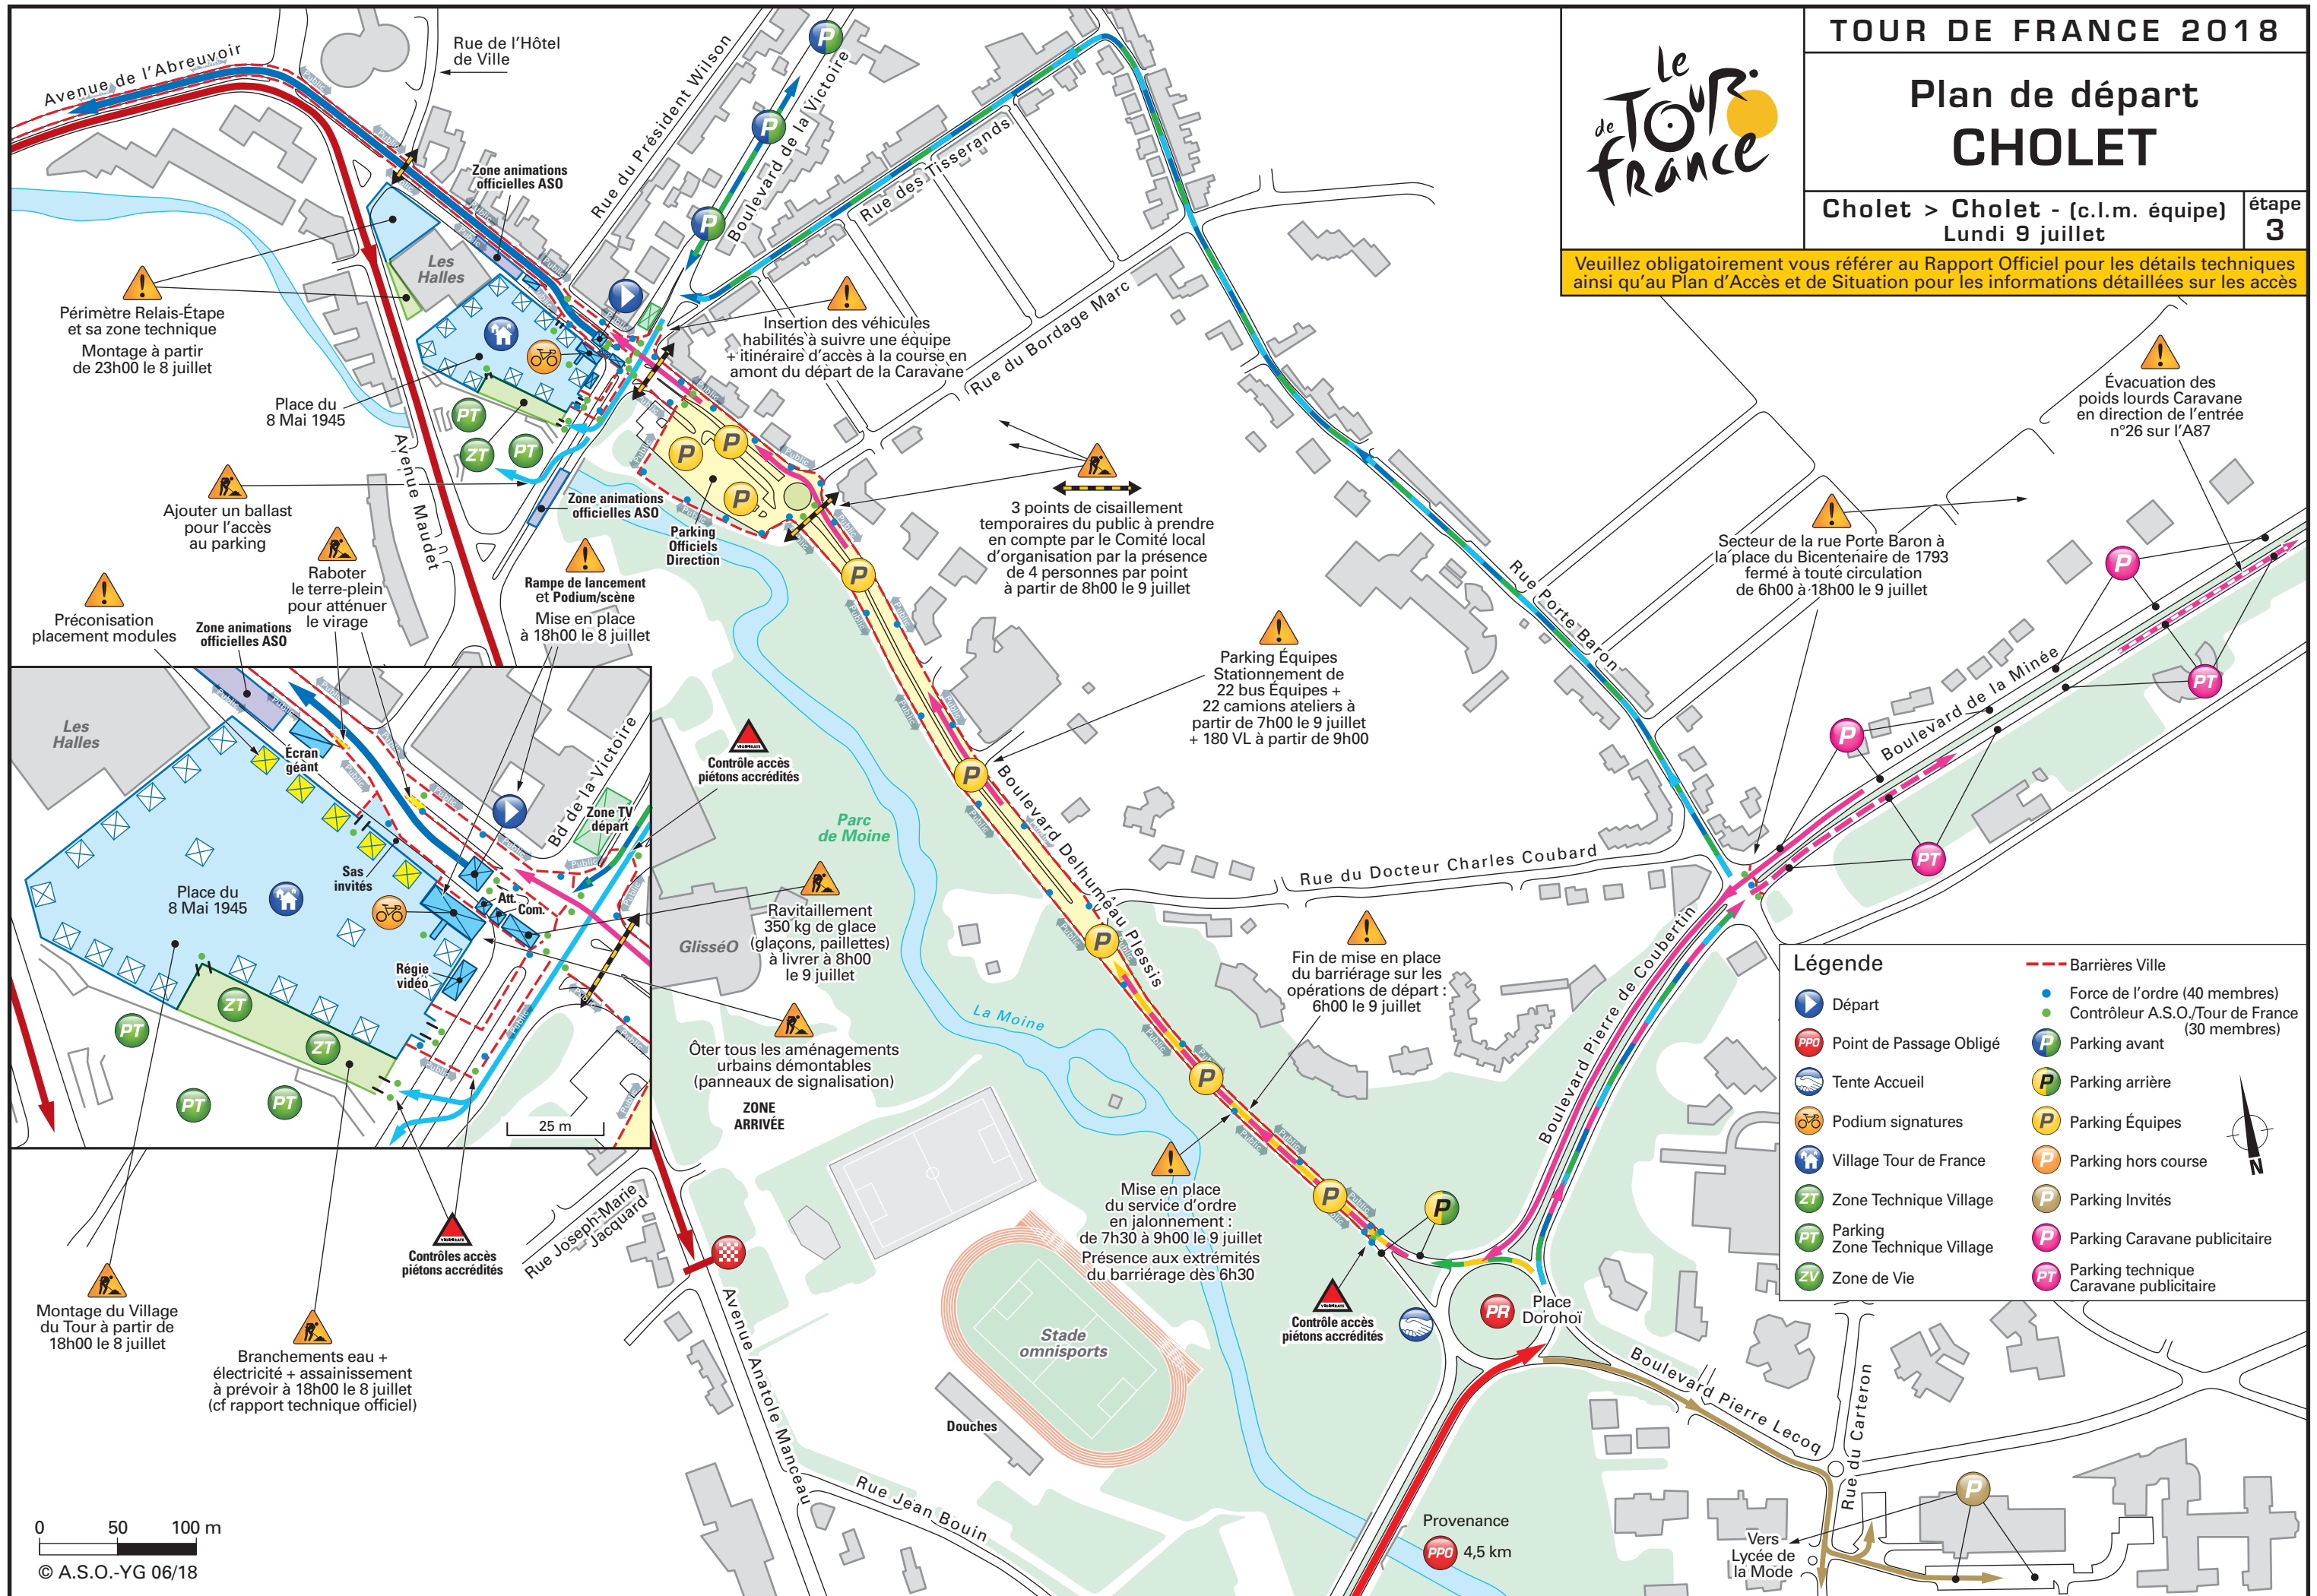 TOUR DE FRANCE 2018
Le
TOUR
de
france
Plan de départ
CHOLET
Cholet > Cholet - (c.l.m. équipe)
Lundi 9 juillet
étape
3
Veuillez obligatoirement vous référer au Rapport Officiel pour les détails techniques
ainsi qu'au Plan d'Accès et de Situation pour les informations détaillées sur les accès
Avenue de l'Abreuvoir
Rue de l'Hôtel
de Ville
Rue du Président Wilson
Boulevard de la Victoire
Rue des Tisserands
Rue du Bordage Marc
Zone animations
officielles ASO
Les
Halles
Périmètre Relais-Étape
et sa zone technique
Montage à partir
de 23h00 le 8 juillet
Place du
8 Mai 1945
Insertion des véhicules
habilités à suivre une équipe
+ itinéraire d'accès à la course en
amont du départ de la Caravane
Évacuation des
poids lourds Caravane
en direction de l'entrée
n°26 sur l'A87
Avenue Maudet
PT
ZT
PT
P
P
P
P
P
P
Ajouter un ballast
pour l'accès
au parking
Zone animations
officielles ASO
Parking
Officiels
Direction
3 points de cisaillement
temporaires du public à prendre
en compte par le Comité local
d'organisation par la présence
de 4 personnes par point
à partir de 8h00 le 9 juillet
Secteur de la rue Porte Baron à
la place du Bicentenaire de 1793
fermé à toute circulation
de 6h00 à 18h00 le 9 juillet
Raboter
le terre-plein
pour atténuer
le virage
Rampe de lancement
et Podium/scène
Mise en place
à 18h00 le 8 juillet
Préconisation
placement modules
Zone animations
officielles ASO
Rue Porte Baron
Parking Équipes
Stationnement de
22 bus Équipes +
22 camions ateliers à
partir de 7h00 le 9 juillet
+ 180 VL à partir de 9h00
Boulevard de la Minée
P
PT
P
PT
Les
Halles
Écran
géant
Bd de la Victoire
Zone TV
départ
Sas
invités
Place du
8 Mai 1945
Att.
Com.
Régie
vidéo
ZT
ZT
PT
PT
PT
25 m
Contrôle accès
piétons accrédités
Parc
de Moine
GlisséO
Ravitaillement
350 kg de glace
(glaçons, paillettes)
à livrer à 8h00
le 9 juillet
Ôter tous les aménagements
urbains démontables
(panneaux de signalisation)
ZONE
ARRIVÉE
La Moine
Boulevard Delhumeau Plessis
Rue du Docteur Charles Coubard
Boulevard Pierre de Coubertin
Fin de mise en place
du barriérage sur les
opérations de départ :
6h00 le 9 juillet
Mise en place
du service d'ordre
en jalonnement :
de 7h30 à 9h00 le 9 juillet
Présence aux extrémités
du barriérage dès 6h30
P
P
P
P
P
P
Public
Contrôle accès
piétons accrédités
PR
Place
Dorohoï
Légende
Départ
PPO
Point de Passage Obligé
Tente Accueil
Podium signatures
Village Tour de France
ZT
Zone Technique Village
PT
Parking
Zone Technique Village
ZV
Zone de Vie
Barrières Ville
Force de l'ordre (40 membres)
Contrôleur A.S.O./Tour de France
(30 membres)
P
Parking avant
P
Parking arrière
P
Parking Équipes
P
Parking hors course
P
Parking Invités
P
Parking Caravane publicitaire
PT
Parking technique
Caravane publicitaire
N
Contrôles accès
piétons accrédités
Rue Joseph-Marie
Jacquard
Montage du Village
du Tour à partir de
18h00 le 8 juillet
Branchements eau +
électricité + assainissement
à prévoir à 18h00 le 8 juillet
(cf rapport technique officiel)
Avenue Anatole Manceau
Stade
omnisports
Douches
Rue Jean Bouin
Boulevard Pierre Lecoq
Rue du Carteron
Provenance
PPO
4,5 km
P
Vers
Lycée de
la Mode
0 50 100 m
© A.S.O.-YG 06/18